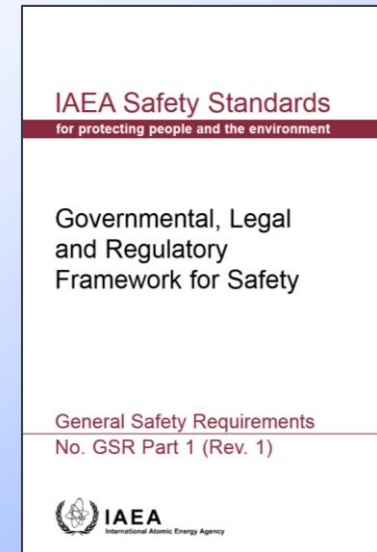 IAEA Safety Standards
for protecting people and the environment
Governmental, Legal
and Regulatory
Framework for Safety
General Safety Requirements
No. GSR Part 1 (Rev. 1)
IAEA
International Atomic Energy Agency